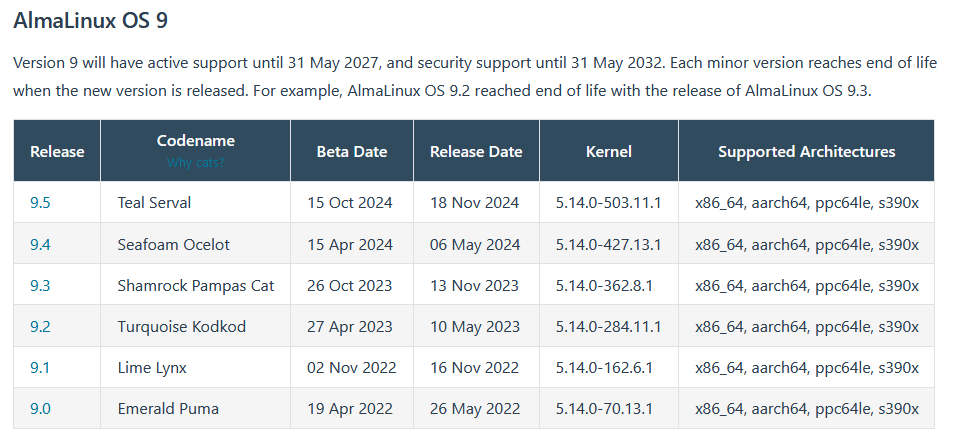 AlmaLinux OS 9
Version 9 will have active support until 31 May 2027, and security support until 31 May 2032. Each minor version reaches end of life
when the new version is released. For example, AlmaLinux OS 9.2 reached end of life with the release of AlmaLinux OS 9.3.
Release Codename Why cats? Beta Date Release Date Kernel Supported Architectures
9.5 Teal Serval 15 Oct 2024 18 Nov 2024 5.14.0-503.11.1 x86_64, aarch64, ppc64le, s390x
9.4 Seafoam Ocelot 15 Apr 2024 06 May 2024 5.14.0-427.13.1 x86_64, aarch64, ppc64le, s390x
9.3 Shamrock Pampas Cat 26 Oct 2023 13 Nov 2023 5.14.0-362.8.1 x86_64, aarch64, ppc64le, s390x
9.2 Turquoise Kodkod 27 Apr 2023 10 May 2023 5.14.0-284.11.1 x86_64, aarch64, ppc64le, s390x
9.1 Lime Lynx 02 Nov 2022 16 Nov 2022 5.14.0-162.6.1 x86_64, aarch64, ppc64le, s390x
9.0 Emerald Puma 19 Apr 2022 26 May 2022 5.14.0-70.13.1 x86_64, aarch64, ppc64le, s390x